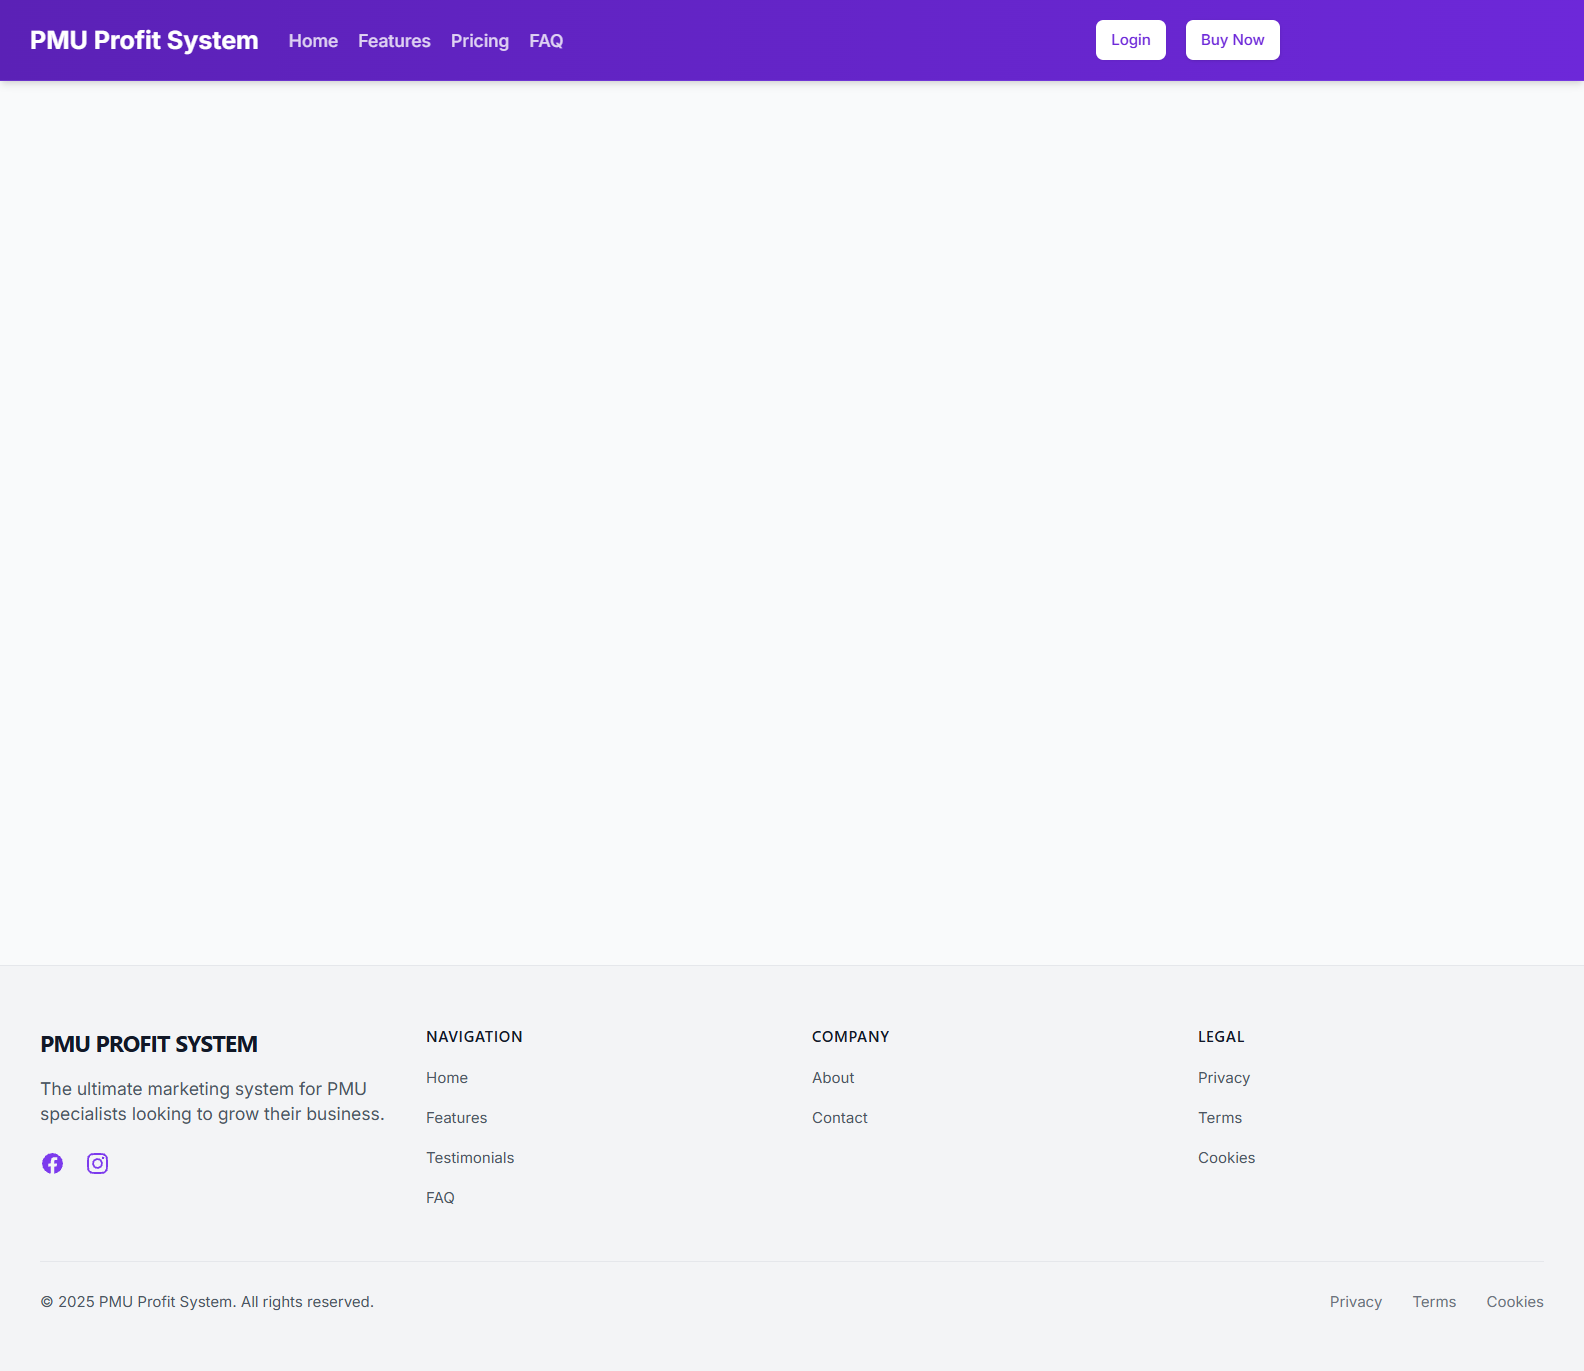 PMU Profit System
Home Features Pricing FAQ
Login
Buy Now
PMU PROFIT SYSTEM
The ultimate marketing system for PMU
specialists looking to grow their business.
NAVIGATION
Home
Features
Testimonials
FAQ
COMPANY
About
Contact
LEGAL
Privacy
Terms
Cookies
© 2025 PMU Profit System. All rights reserved.
Privacy Terms Cookies